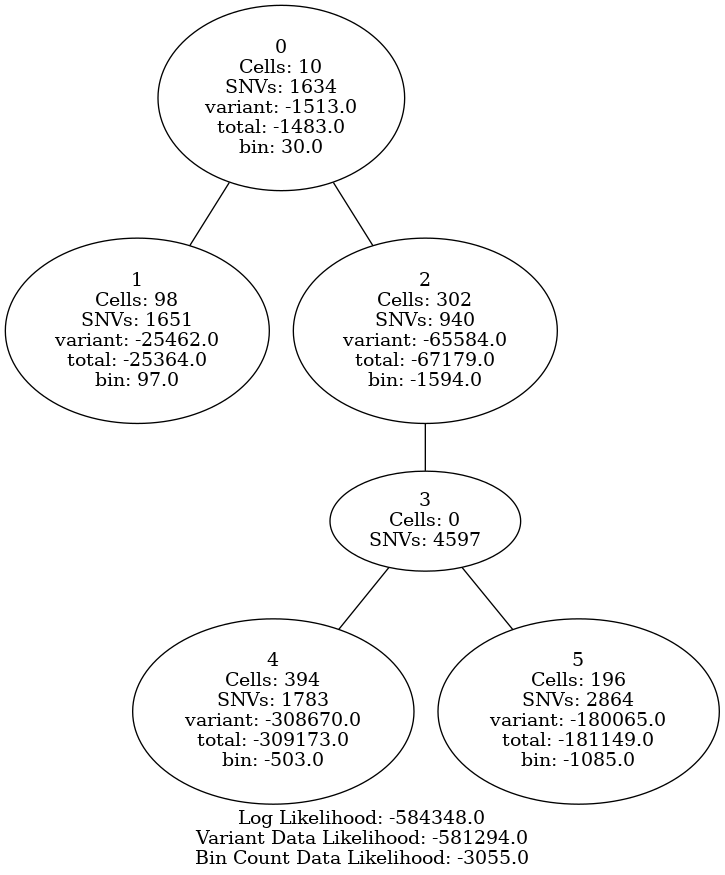 0
Cells: 10
SNVs: 1634
variant: -1513.0
total: -1483.0
bin: 30.0
1
Cells: 98
SNVs: 1651
variant: -25462.0
total: -25364.0
bin: 97.0
2
Cells: 302
SNVs: 940
variant: -65584.0
total: -67179.0
bin: -1594.0
3
Cells: 0
SNVs: 4597
4
Cells: 394
SNVs: 1783
variant: -308670.0
total: -309173.0
bin: -503.0
5
Cells: 196
SNVs: 2864
variant: -180065.0
total: -181149.0
bin: -1085.0
Log Likelihood: -584348.0
Variant Data Likelihood: -581294.0
Bin Count Data Likelihood: -3055.0